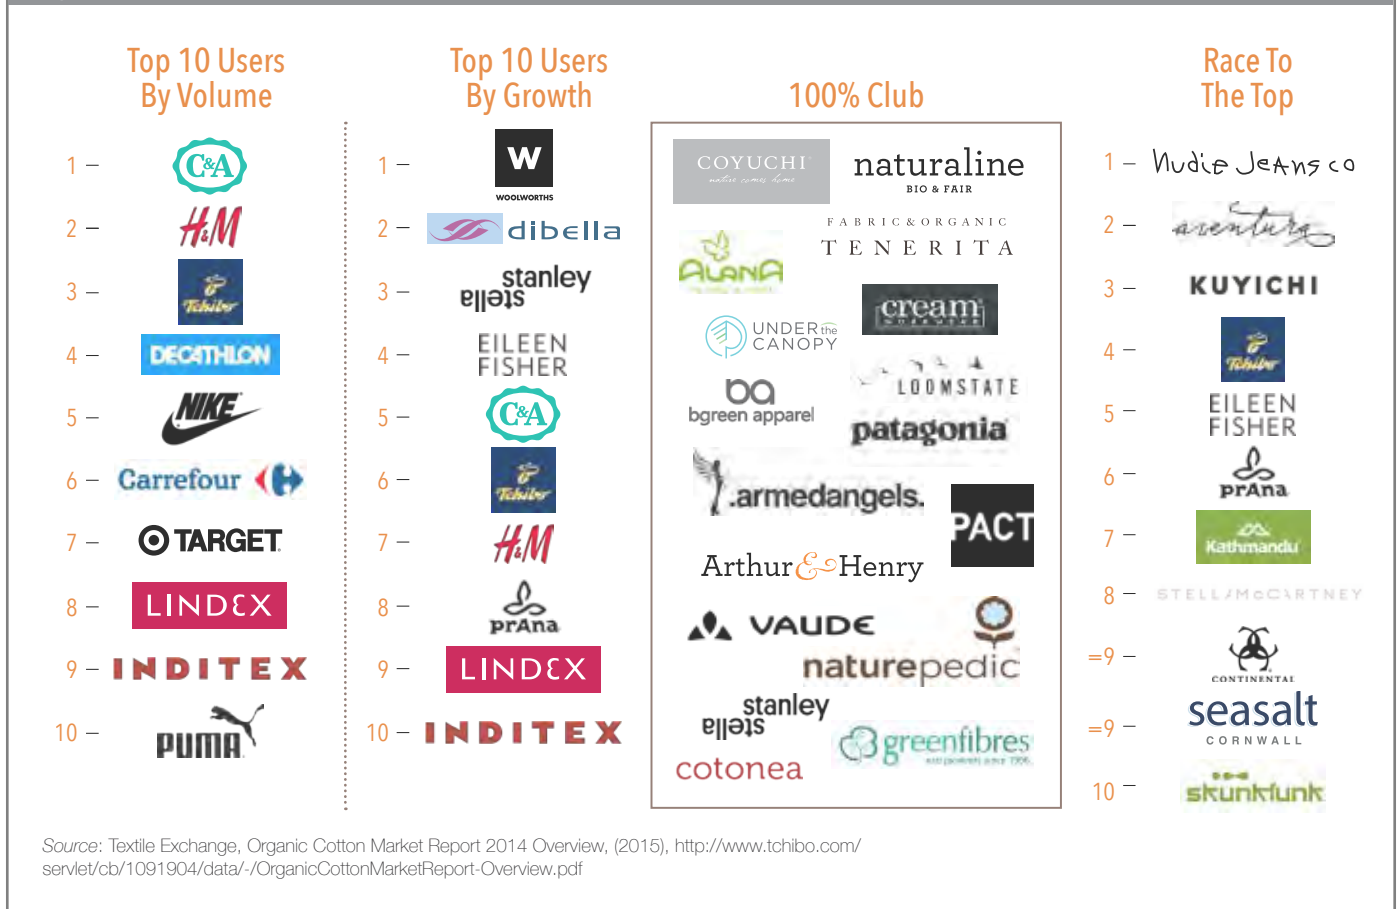 Top 10 Users
By Volume
1
C&A
2
H&M
3
Tchibo
4
DECATHLON
5
NIKE
6
Carrefour
7
TARGET
8
LINDEX
9
INDITEX
10
PUMA
Top 10 Users
By Growth
1
W
WOOLWORTHS
2
dibella
3
stanley
stella
4
EILEEN
FISHER
5
C&A
6
Tchibo
7
H&M
8
prAna
9
LINDEX
10
INDITEX
100% Club
COYUCHI
native comes home
naturaline
BIO & FAIR
FABRIC & ORGANIC
TENERITA
ALANA
cream
WORKWEAR
UNDER the
CANOPY
LOOMSTATE
ba
bgreen apparel
patagonia
.armedangels.
PACT
Arthur & Henry
VAUDE
naturepedic
stanley
stella
greenfibres
cotonea
Race To
The Top
1
Nudie Jeans co
2
aventura
3
KUYICHI
4
Tchibo
5
EILEEN
FISHER
6
prAna
7
Kathmandu
8
STELLA McCARTNEY
=9
CONTINENTAL
=9
seasalt
CORNWALL
10
skunkfunk
Source: Textile Exchange, Organic Cotton Market Report 2014 Overview, (2015), http://www.tchibo.com/
servlet/cb/1091904/data/-/OrganicCottonMarketReport-Overview.pdf